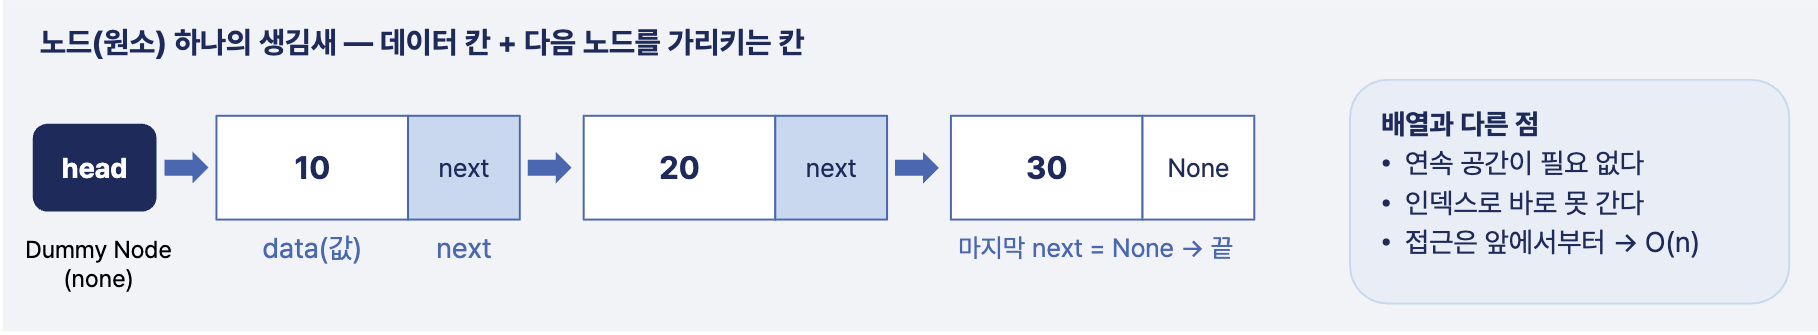 노드(원소) 하나의 생김새 — 데이터 칸 + 다음 노드를 가리키는 칸
head
10
next
20
next
30
None
Dummy Node
(none)
data(값)
next
마지막 next = None → 끝
배열과 다른 점
• 연속 공간이 필요 없다
• 인덱스로 바로 못 간다
• 접근은 앞에서부터 → O(n)